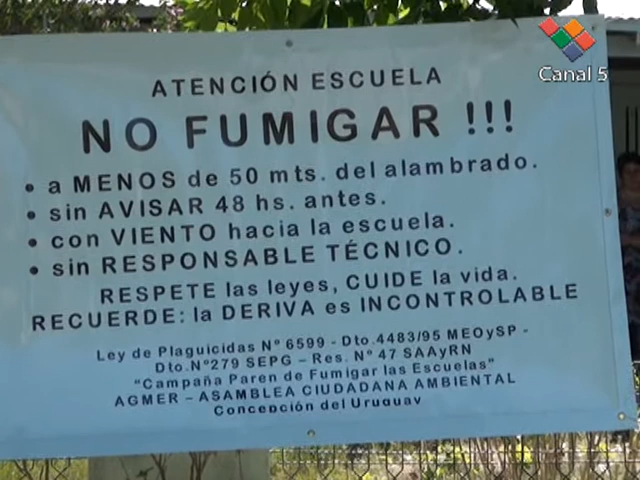 Canal 5
ATENCIÓN ESCUELA
NO FUMIGAR !!!
• a MENOS de 50 mts. del alambrado.
• sin AVISAR 48 hs. antes.
• con VIENTO hacia la escuela.
• sin RESPONSABLE TÉCNICO.
RESPETE las leyes, CUIDE la vida.
RECUERDE: la DERIVA es INCONTROLABLE
Ley de Plaguicidas Nº 6599 - Dto.4483/95 MEOySP -
Dto.Nº279 SEPG – Res. Nº 47 SAAyRN
“Campaña Paren de Fumigar las Escuelas”
AGMER – ASAMBLEA CIUDADANA AMBIENTAL
Concepción del Uruguay